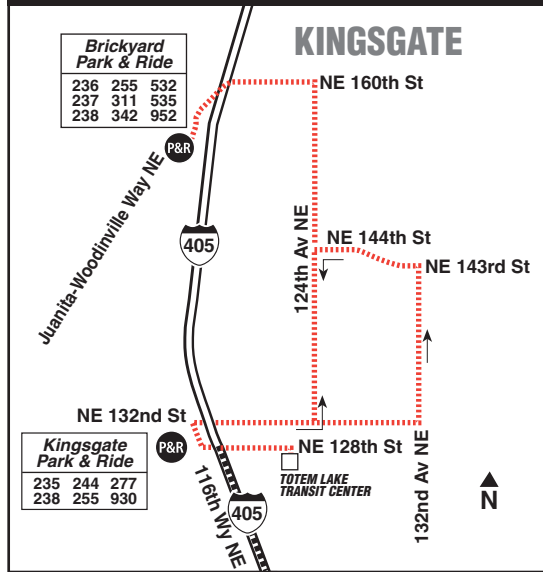 KINGSGATE
Brickyard
Park & Ride
236 255 532
237 311 535
238 342 952
NE 160th St
P&R
Juanita-Woodinville Way NE
405
124th Av NE
NE 144th St
NE 143rd St
NE 132nd St
NE 128th St
Kingsgate
Park & Ride
235 244 277
238 255 930
P&R
116th Wy NE
TOTEM LAKE
TRANSIT CENTER
405
132nd Av NE
N